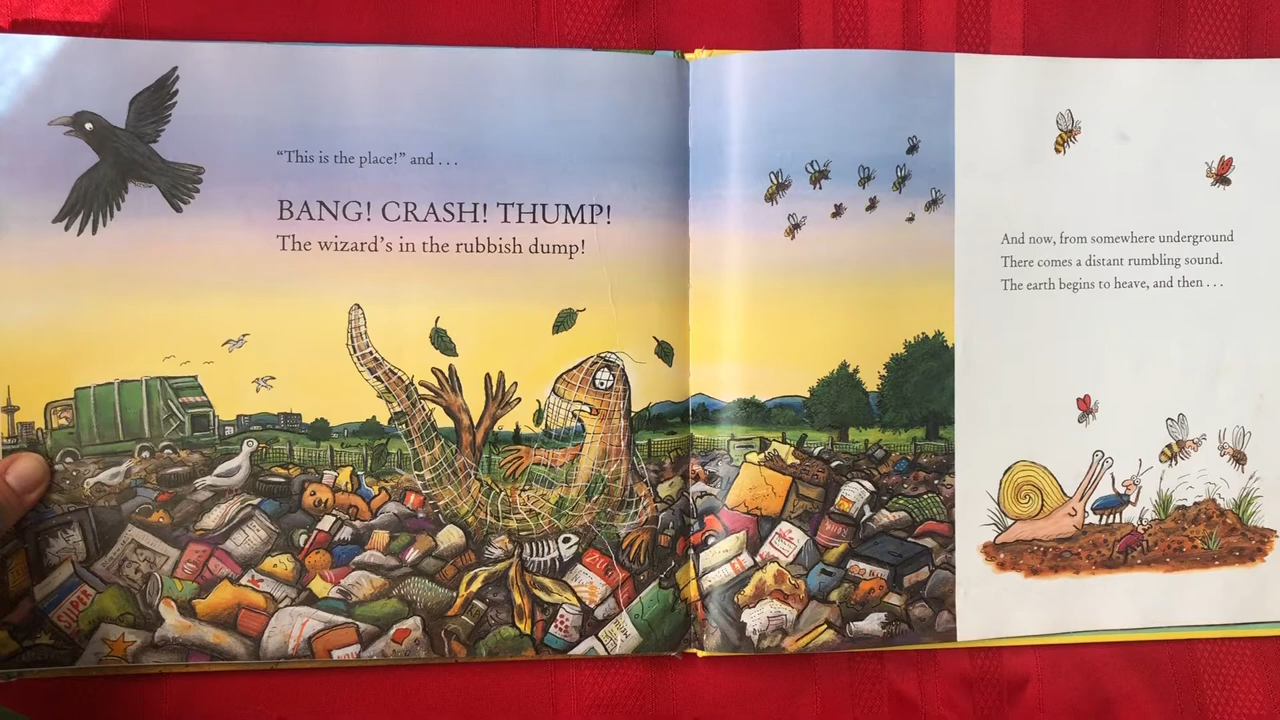 “This is the place!” and . . .
BANG! CRASH! THUMP!
The wizard’s in the rubbish dump!
And now, from somewhere underground
There comes a distant rumbling sound.
The earth begins to heave, and then . . .
SUPER